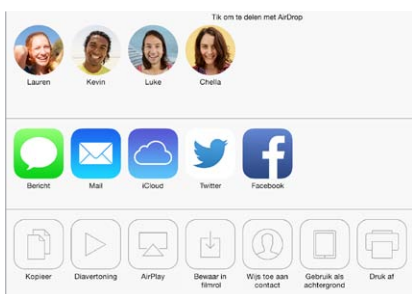 Tik om te delen met AirDrop
Lauren Kevin Luke Chella
Bericht Mail iCloud Twitter Facebook
Kopieer Diavertoning AirPlay Bewaar in filmrol Wijs toe aan contact Gebruik als achtergrond Druk af